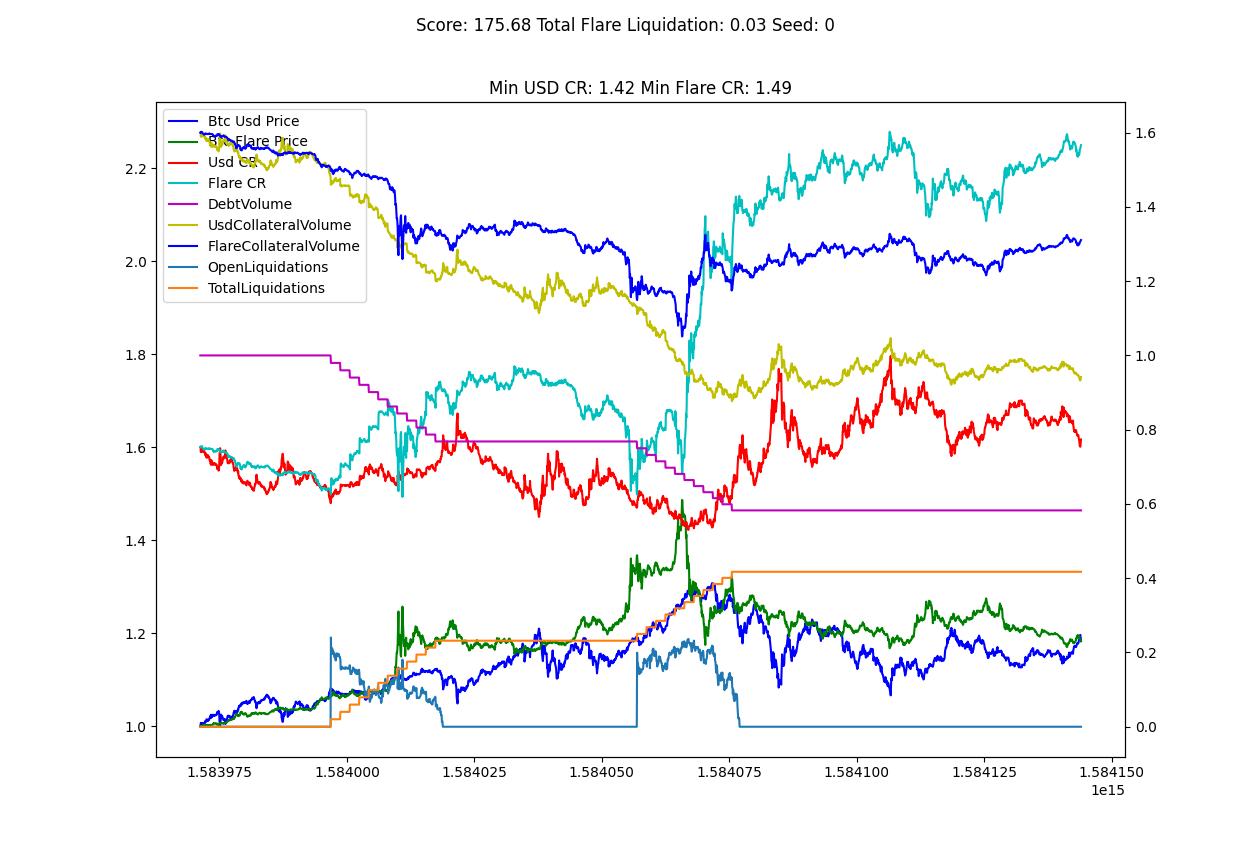 Score: 175.68 Total Flare Liquidation: 0.03 Seed: 0
Min USD CR: 1.42 Min Flare CR: 1.49
Btc Usd Price
Btc Flare Price
Usd CR
Flare CR
DebtVolume
UsdCollateralVolume
FlareCollateralVolume
OpenLiquidations
TotalLiquidations
2.2
2.0
1.8
1.6
1.4
1.2
1.0
1.6
1.4
1.2
1.0
0.8
0.6
0.4
0.2
0.0
1.583975 1.584000 1.584025 1.584050 1.584075 1.584100 1.584125 1.584150
1e15